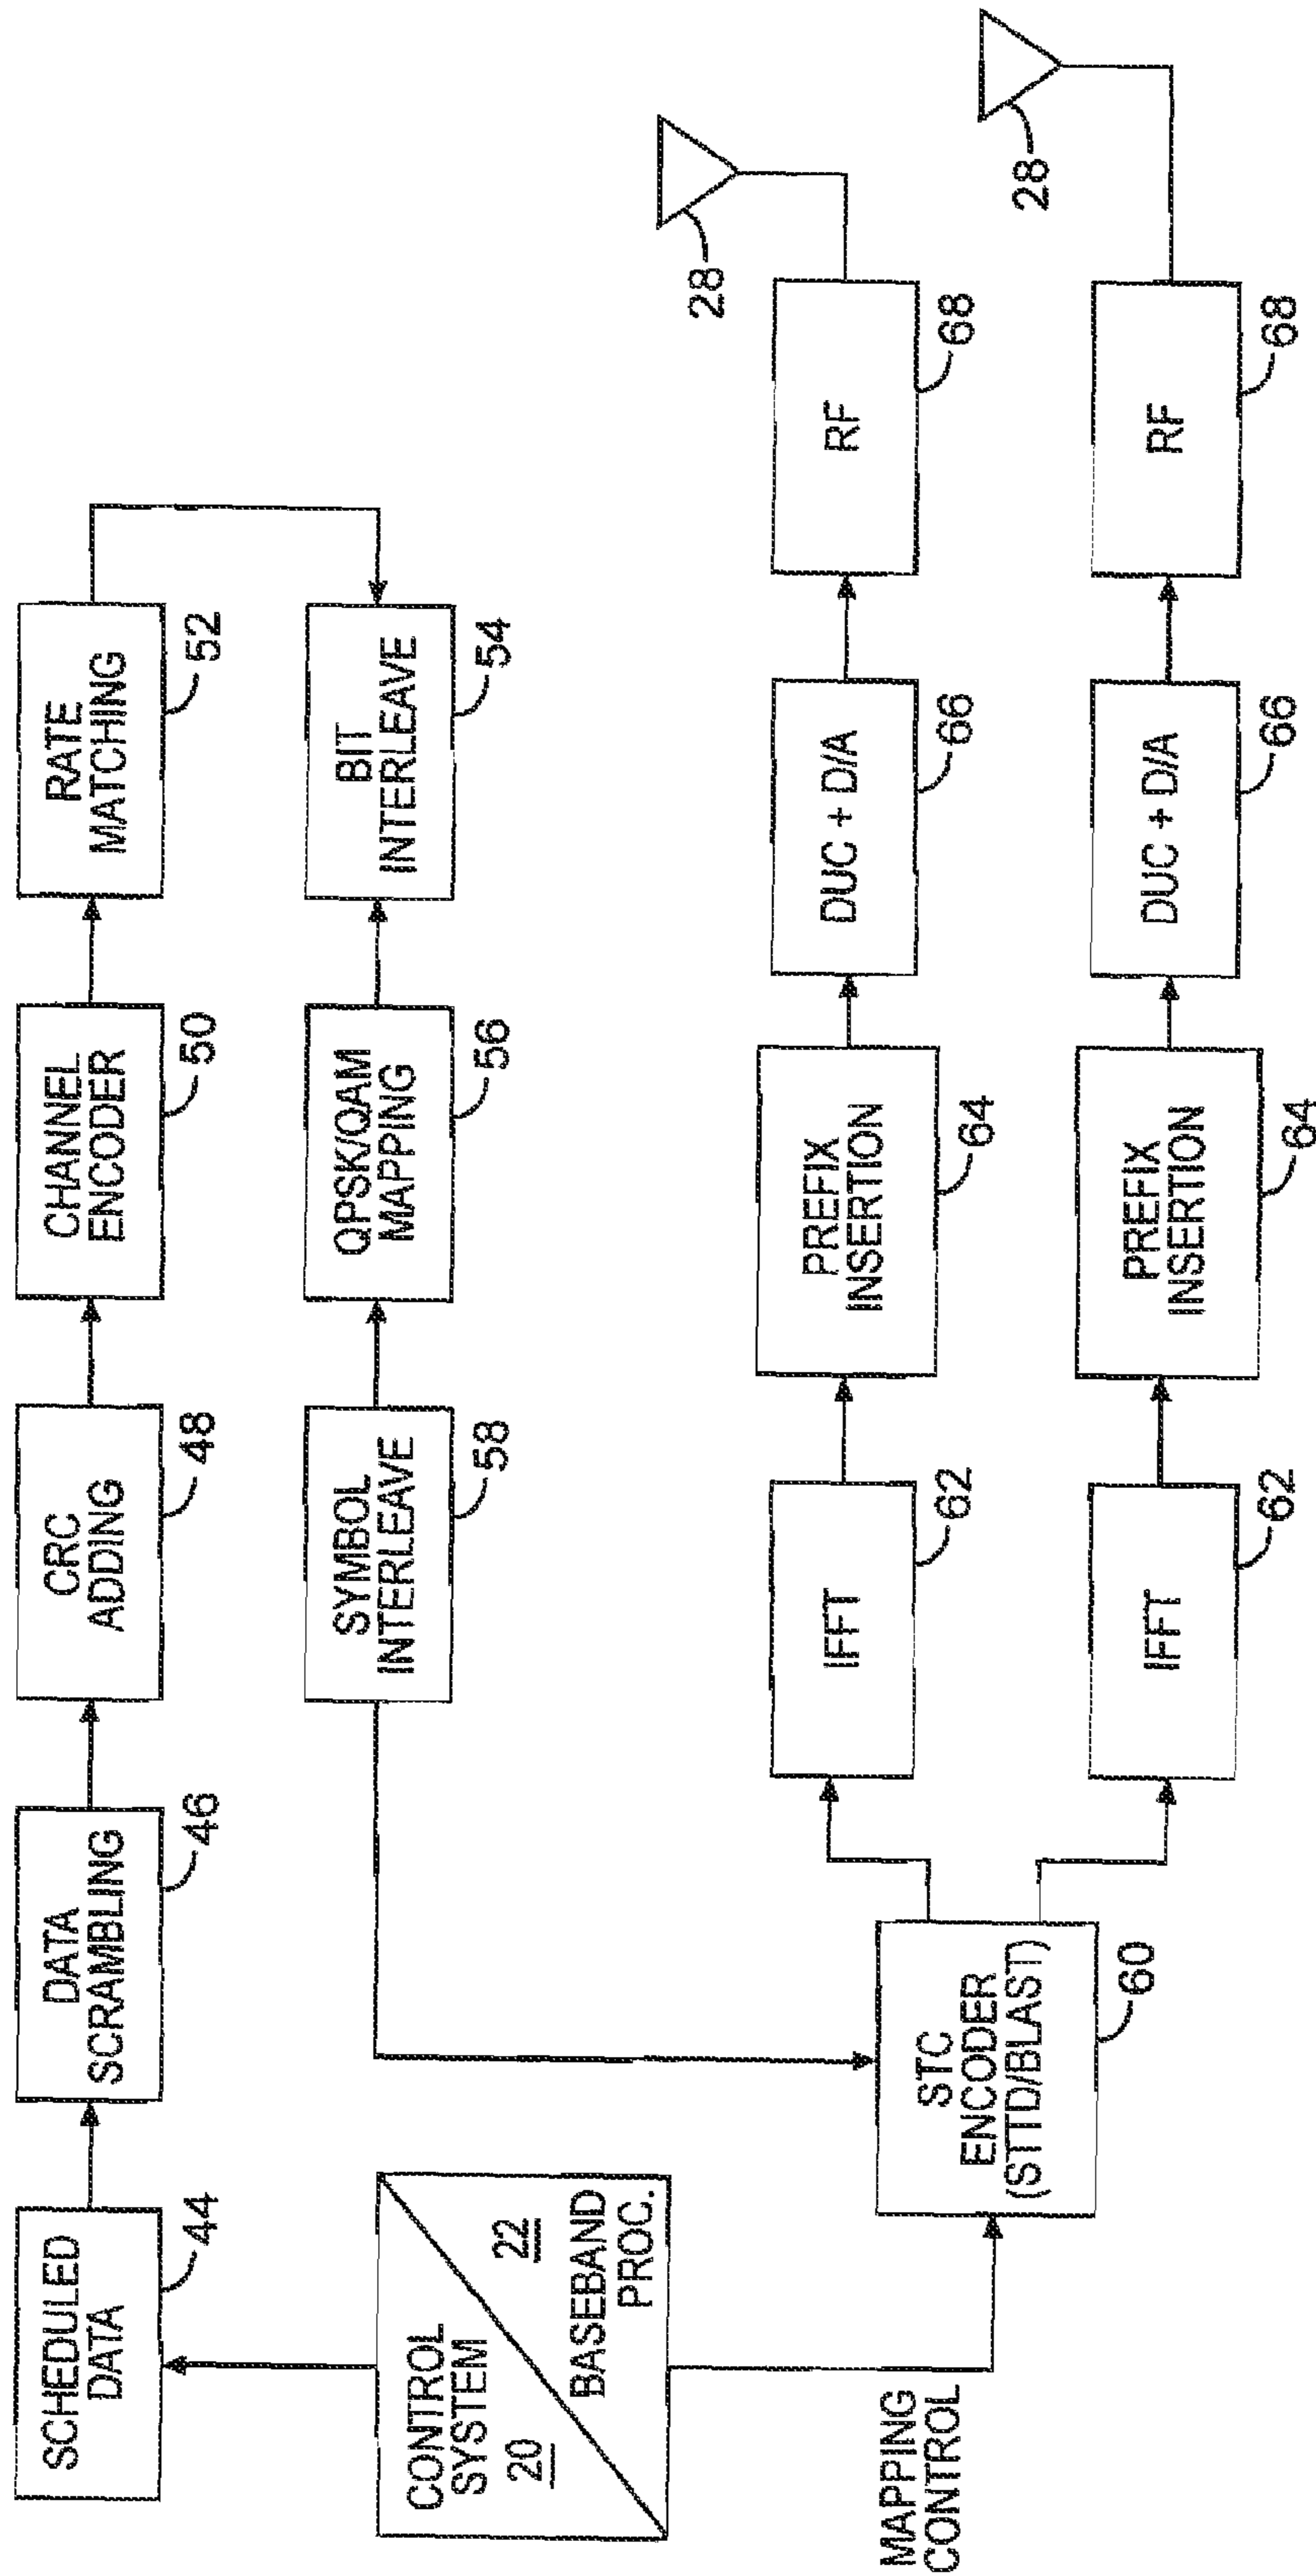 SCHEDULED
DATA
44
DATA
SCRAMBLING
46
CRC
ADDING
48
CHANNEL
ENCODER
50
RATE
MATCHING
52
CONTROL
SYSTEM
20
22
BASEBAND
PROC.
SYMBOL
INTERLEAVE
58
QPSK/QAM
MAPPING
56
BIT
INTERLEAVE
54
MAPPING
CONTROL
STC
ENCODER
(STTD/BLAST)
60
IFFT
62
PREFIX
INSERTION
64
DUC + D/A
66
RF
68
28
IFFT
62
PREFIX
INSERTION
64
DUC + D/A
66
RF
68
28